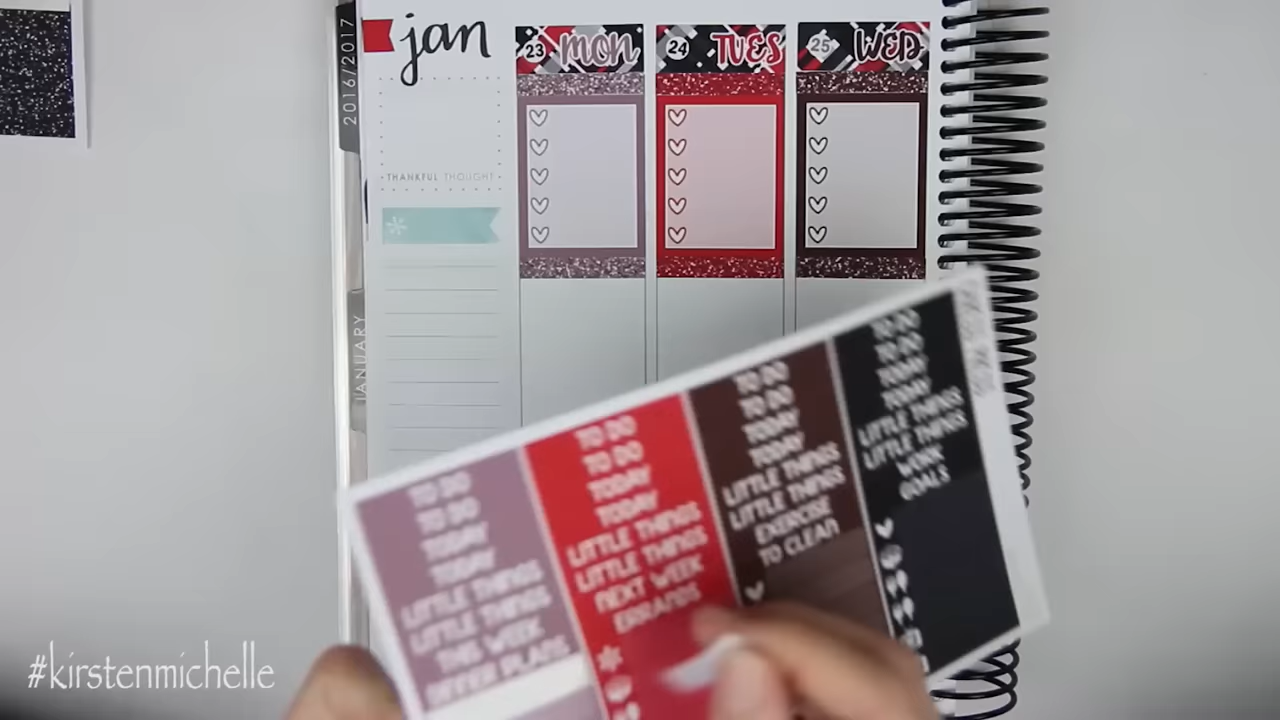 2016/2017
jan
23 MON
24 TUES
25 WED
THANKFUL THOUGHT
JANUARY
TO DO
TO DO
TODAY
TODAY
LITTLE THINGS
LITTLE THINGS
THIS WEEK
DINNER PLANS
TO DO
TO DO
TODAY
TODAY
LITTLE THINGS
LITTLE THINGS
NEXT WEEK
ERRANDS
TO DO
TO DO
TODAY
TODAY
LITTLE THINGS
LITTLE THINGS
EXERCISE
TO CLEAN
TO DO
TO DO
TODAY
TODAY
LITTLE THINGS
LITTLE THINGS
WORK
GOALS
#kirstenmichelle